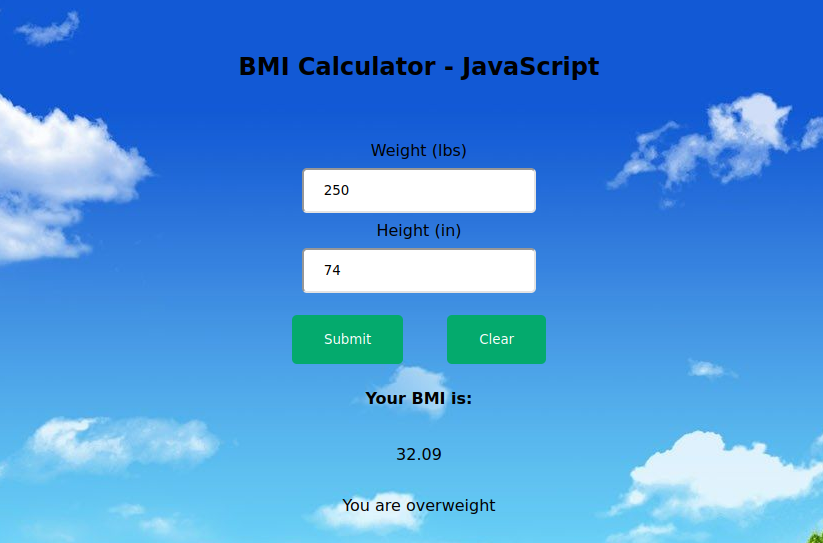 BMI Calculator - JavaScript
Weight (lbs)
250
Height (in)
74
Submit Clear
Your BMI is:
32.09
You are overweight